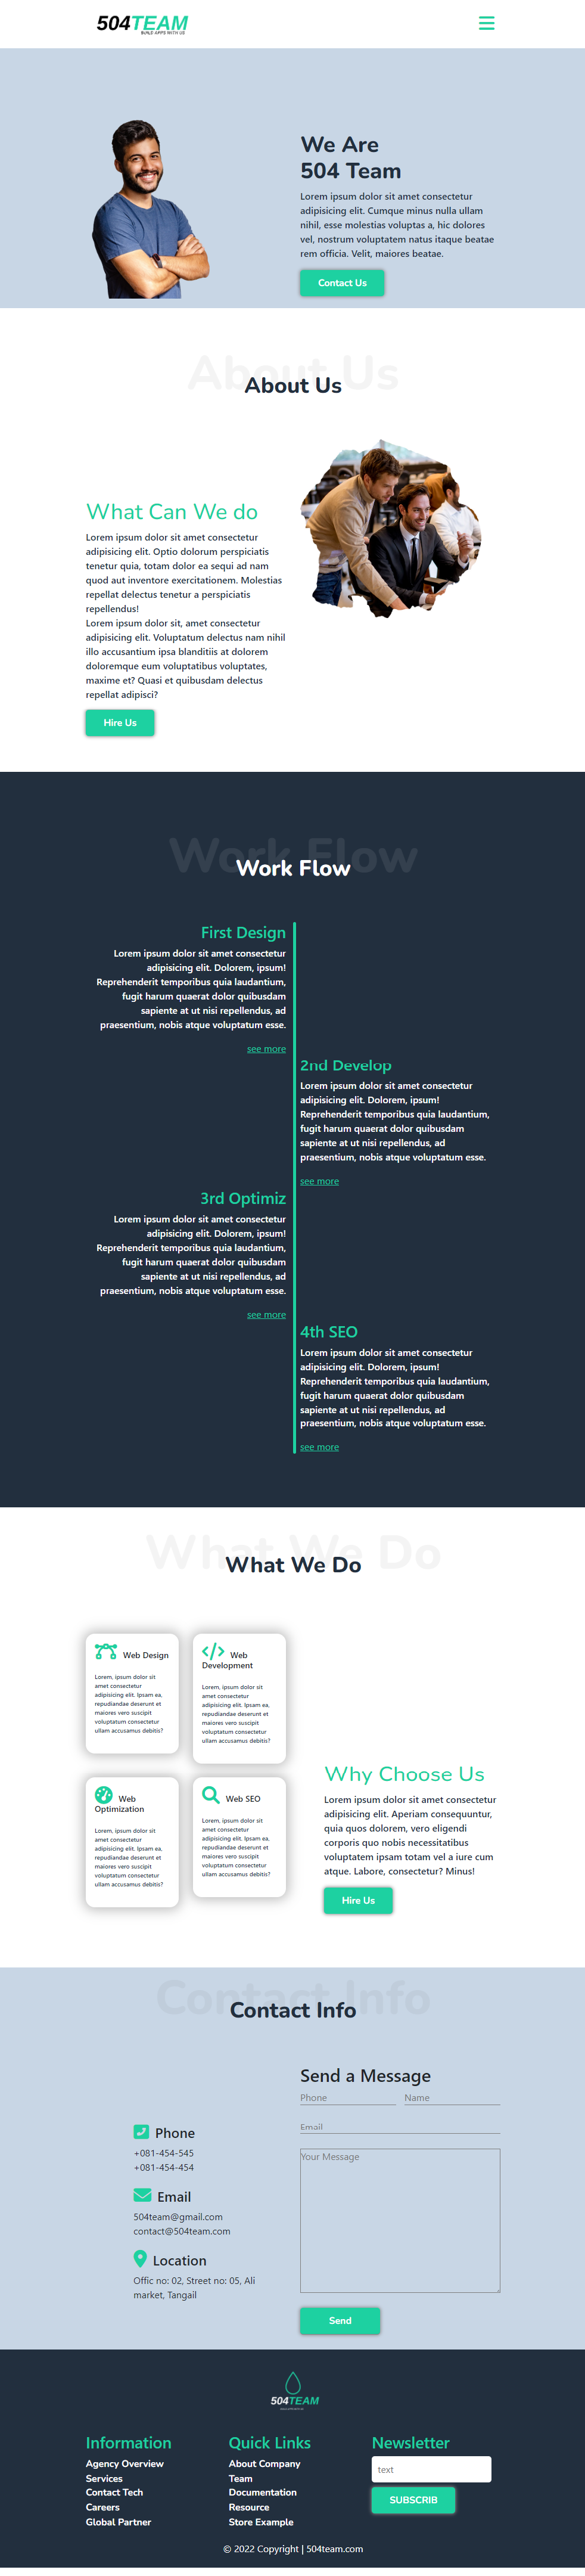 504TEAM
BUILD APPS WITH US
We Are
504 Team
Lorem ipsum dolor sit amet consectetur
adipisicing elit. Cumque minus nulla ullam
nihil, esse molestias voluptas a, hic dolores
vel, nostrum voluptatem natus itaque beatae
rem officia. Velit, maiores beatae.
Contact Us
About Us
About Us
What Can We do
Lorem ipsum dolor sit amet consectetur
adipisicing elit. Optio dolorum perspiciatis
tenetur quia, totam dolor ea sequi ad nam
quod aut inventore exercitationem. Molestias
repellat delectus tenetur a perspiciatis
repellendus!
Lorem ipsum dolor sit, amet consectetur
adipisicing elit. Voluptatum delectus nam nihil
illo accusantium ipsa blanditiis at dolorem
doloremque eum voluptatibus voluptates,
maxime et? Quasi et quibusdam delectus
repellat adipisci?
Hire Us
Work Flow
Work Flow
First Design
Lorem ipsum dolor sit amet consectetur
adipisicing elit. Dolorem, ipsum!
Reprehenderit temporibus quia laudantium,
fugit harum quaerat dolor quibusdam
sapiente at ut nisi repellendus, ad
praesentium, nobis atque voluptatum esse.
see more
2nd Develop
Lorem ipsum dolor sit amet consectetur
adipisicing elit. Dolorem, ipsum!
Reprehenderit temporibus quia laudantium,
fugit harum quaerat dolor quibusdam
sapiente at ut nisi repellendus, ad
praesentium, nobis atque voluptatum esse.
see more
3rd Optimiz
Lorem ipsum dolor sit amet consectetur
adipisicing elit. Dolorem, ipsum!
Reprehenderit temporibus quia laudantium,
fugit harum quaerat dolor quibusdam
sapiente at ut nisi repellendus, ad
praesentium, nobis atque voluptatum esse.
see more
4th SEO
Lorem ipsum dolor sit amet consectetur
adipisicing elit. Dolorem, ipsum!
Reprehenderit temporibus quia laudantium,
fugit harum quaerat dolor quibusdam
sapiente at ut nisi repellendus, ad
praesentium, nobis atque voluptatum esse.
see more
What We Do
What We Do
Web Design
Lorem, ipsum dolor sit
amet consectetur
adipisicing elit. Ipsam ea,
repudiandae deserunt et
maiores vero suscipit
voluptatum consectetur
ullam accusamus debitis?
Web
Development
Lorem, ipsum dolor sit
amet consectetur
adipisicing elit. Ipsam ea,
repudiandae deserunt et
maiores vero suscipit
voluptatum consectetur
ullam accusamus debitis?
Web
Optimization
Lorem, ipsum dolor sit
amet consectetur
adipisicing elit. Ipsam ea,
repudiandae deserunt et
maiores vero suscipit
voluptatum consectetur
ullam accusamus debitis?
Web SEO
Lorem, ipsum dolor sit
amet consectetur
adipisicing elit. Ipsam ea,
repudiandae deserunt et
maiores vero suscipit
voluptatum consectetur
ullam accusamus debitis?
Why Choose Us
Lorem ipsum dolor sit amet consectetur
adipisicing elit. Aperiam consequuntur,
quia quos dolorem, vero eligendi
corporis quo nobis necessitatibus
voluptatem ipsam totam vel a iure cum
atque. Labore, consectetur? Minus!
Hire Us
Contact Info
Contact Info
Phone
+081-454-545
+081-454-454
Email
504team@gmail.com
contact@504team.com
Location
Offic no: 02, Street no: 05, Ali
market, Tangail
Send a Message
Phone Name
Email
Your Message
Send
504TEAM
Information
Agency Overview
Services
Contact Tech
Careers
Global Partner
Quick Links
About Company
Team
Documentation
Resource
Store Example
Newsletter
text
SUBSCRIB
© 2022 Copyright | 504team.com